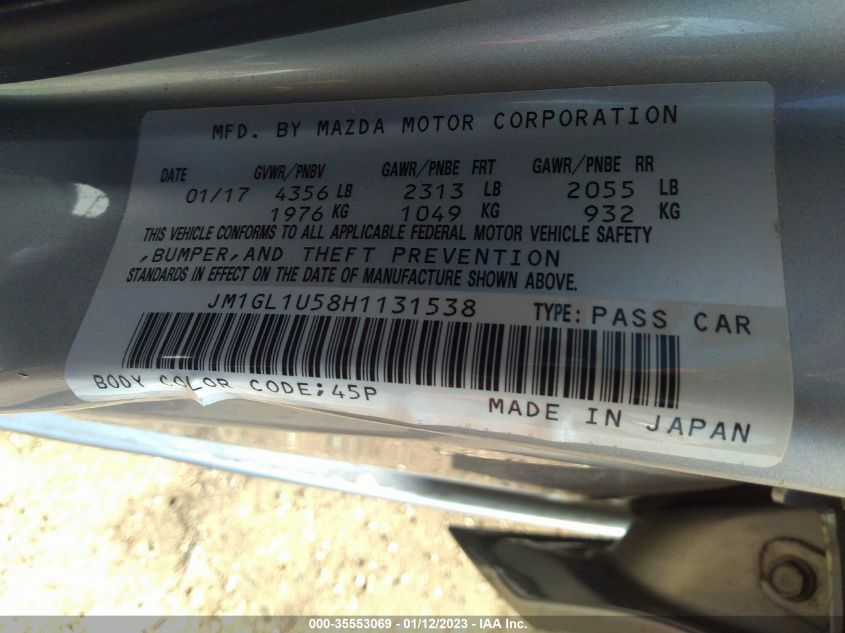 MFD. BY MAZDA MOTOR CORPORATION
DATE GVWR/PNBV GAWR/PNBE FRT GAWR/PNBE RR
01/17 4356 LB 2313 LB 2055 LB
1976 KG 1049 KG 932 KG
THIS VEHICLE CONFORMS TO ALL APPLICABLE FEDERAL MOTOR VEHICLE SAFETY
,BUMPER,AND THEFT PREVENTION
STANDARDS IN EFFECT ON THE DATE OF MANUFACTURE SHOWN ABOVE.
JM1GL1U58H1131538 TYPE: PASS CAR
BODY COLOR CODE;45P
MADE IN JAPAN
000-35553069 - 01/12/2023 - IAA Inc.